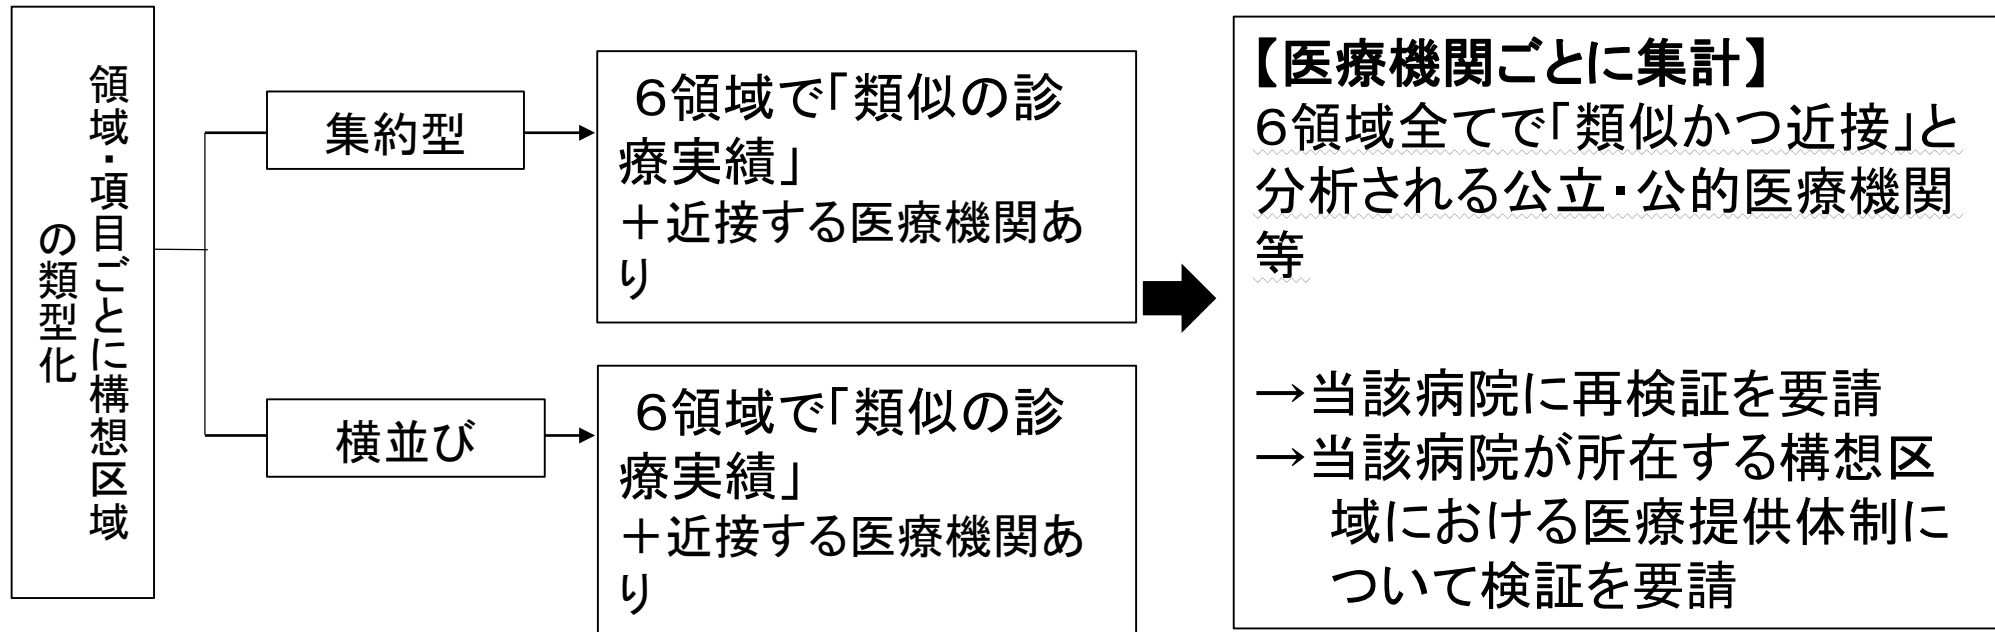 領域・項目ごとに構想区域
の類型化
集約型
６領域で「類似の診
療実績」
＋近接する医療機関あ
り
横並び
６領域で「類似の診
療実績」
＋近接する医療機関あ
り
【医療機関ごとに集計】
６領域全てで「類似かつ近接」と
分析される公立・公的医療機関
等
→当該病院に再検証を要請
→当該病院が所在する構想区
域における医療提供体制に
ついて検証を要請